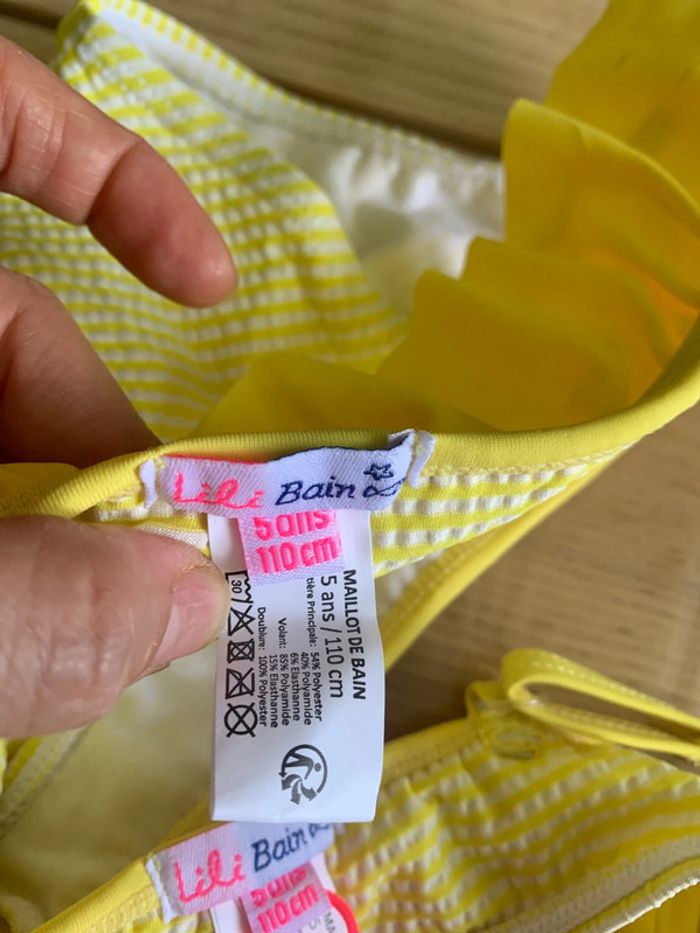 Lili Bain
5 ans
110 cm
MAILLOT DE BAIN
5 ans / 110 cm
tière Principale: 54% Polyester
40% Polyamide
6% Elasthanne
Volant: 85% Polyamide
15% Elasthanne
Doublure: 100% Polyester
30
Lili Bain
5 ans
110 cm